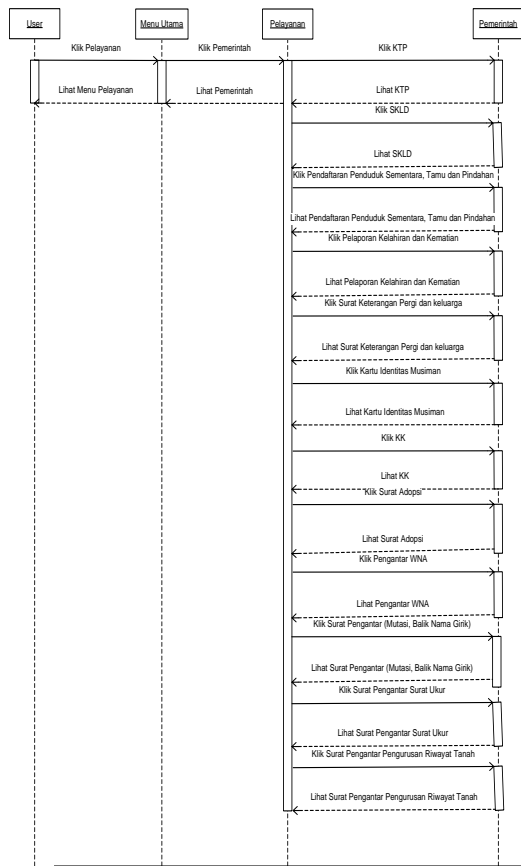 User
Menu Utama
Pelayanan
Pemerintah
Klik Pelayanan
Klik Pemerintah
Klik KTP
Lihat Menu Pelayanan
Lihat Pemerintah
Lihat KTP
Klik SKLD
Lihat SKLD
Klik Pendaftaran Penduduk Sementara, Tamu dan Pindahan
Lihat Pendaftaran Penduduk Sementara, Tamu dan Pindahan
Klik Pelaporan Kelahiran dan Kematian
Lihat Pelaporan Kelahiran dan Kematian
Klik Surat Keterangan Pergi dan keluarga
Lihat Surat Keterangan Pergi dan keluarga
Klik Kartu Identitas Musiman
Lihat Kartu Identitas Musiman
Klik KK
Lihat KK
Klik Surat Adopsi
Lihat Surat Adopsi
Klik Pengantar WNA
Lihat Pengantar WNA
Klik Surat Pengantar (Mutasi, Balik Nama Girik)
Lihat Surat Pengantar (Mutasi, Balik Nama Girik)
Klik Surat Pengantar Surat Ukur
Lihat Surat Pengantar Surat Ukur
Klik Surat Pengantar Pengurusan Riwayat Tanah
Lihat Surat Pengantar Pengurusan Riwayat Tanah